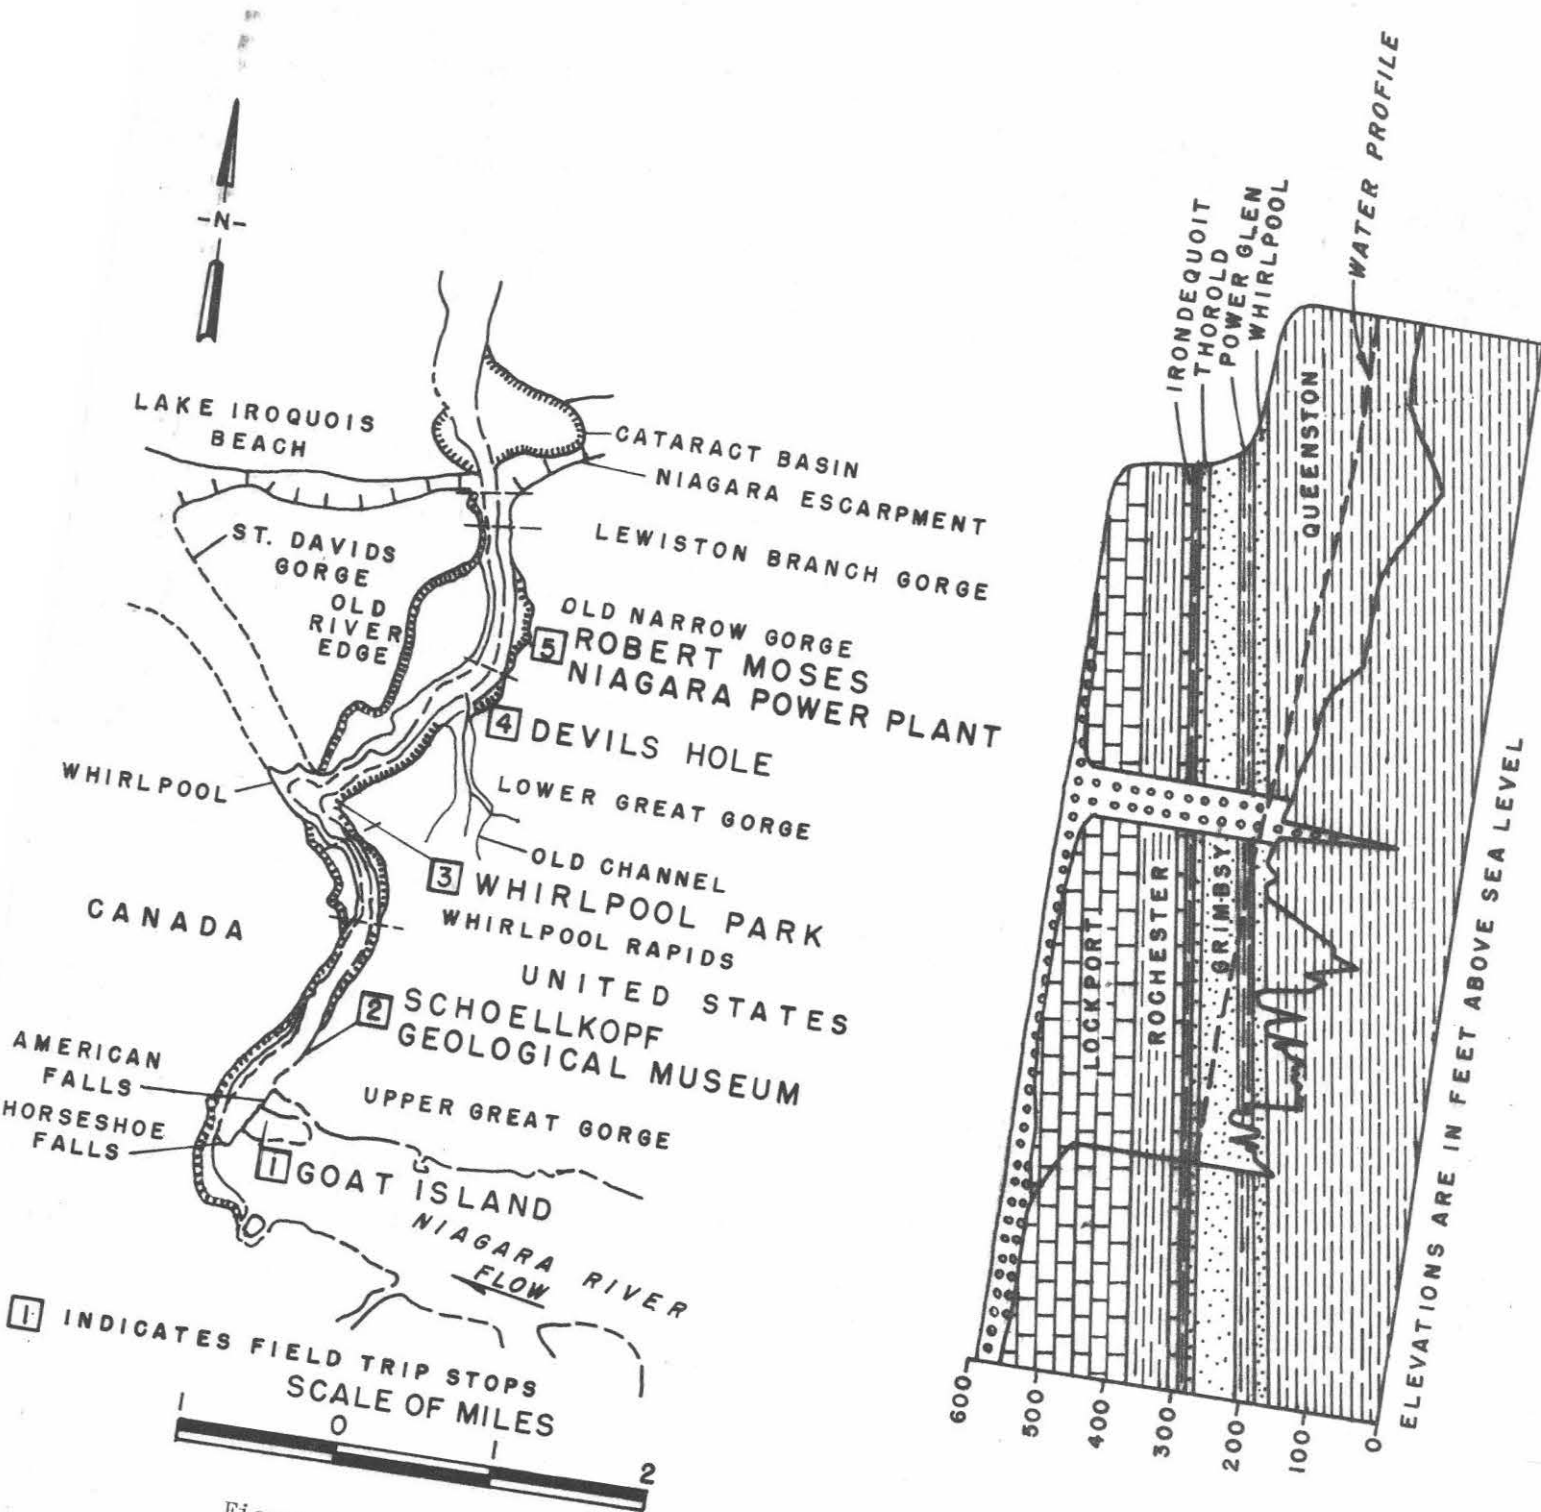 -N-
LAKE IROQUOIS
BEACH
CATARACT BASIN
NIAGARA ESCARPMENT
ST. DAVIDS
GORGE
LEWISTON BRANCH GORGE
OLD
RIVER
EDGE
OLD NARROW GORGE
5 ROBERT MOSES
NIAGARA POWER PLANT
4 DEVILS HOLE
WHIRLPOOL
LOWER GREAT GORGE
OLD CHANNEL
3 WHIRLPOOL PARK
WHIRLPOOL RAPIDS
CANADA
UNITED STATES
2 SCHOELLKOPF
GEOLOGICAL MUSEUM
AMERICAN
FALLS
HORSESHOE
FALLS
UPPER GREAT GORGE
1 GOAT ISLAND
NIAGARA RIVER
FLOW
1 INDICATES FIELD TRIP STOPS
SCALE OF MILES
1 0 1 2
IRONDEQUOIT
THOROLD
POWER GLEN
WHIRLPOOL
WATER PROFILE
QUEENSTON
LOCKPORT
ROCHESTER
GRIMBSY
600
500
400
300
200
100
0
ELEVATIONS ARE IN FEET ABOVE SEA LEVEL